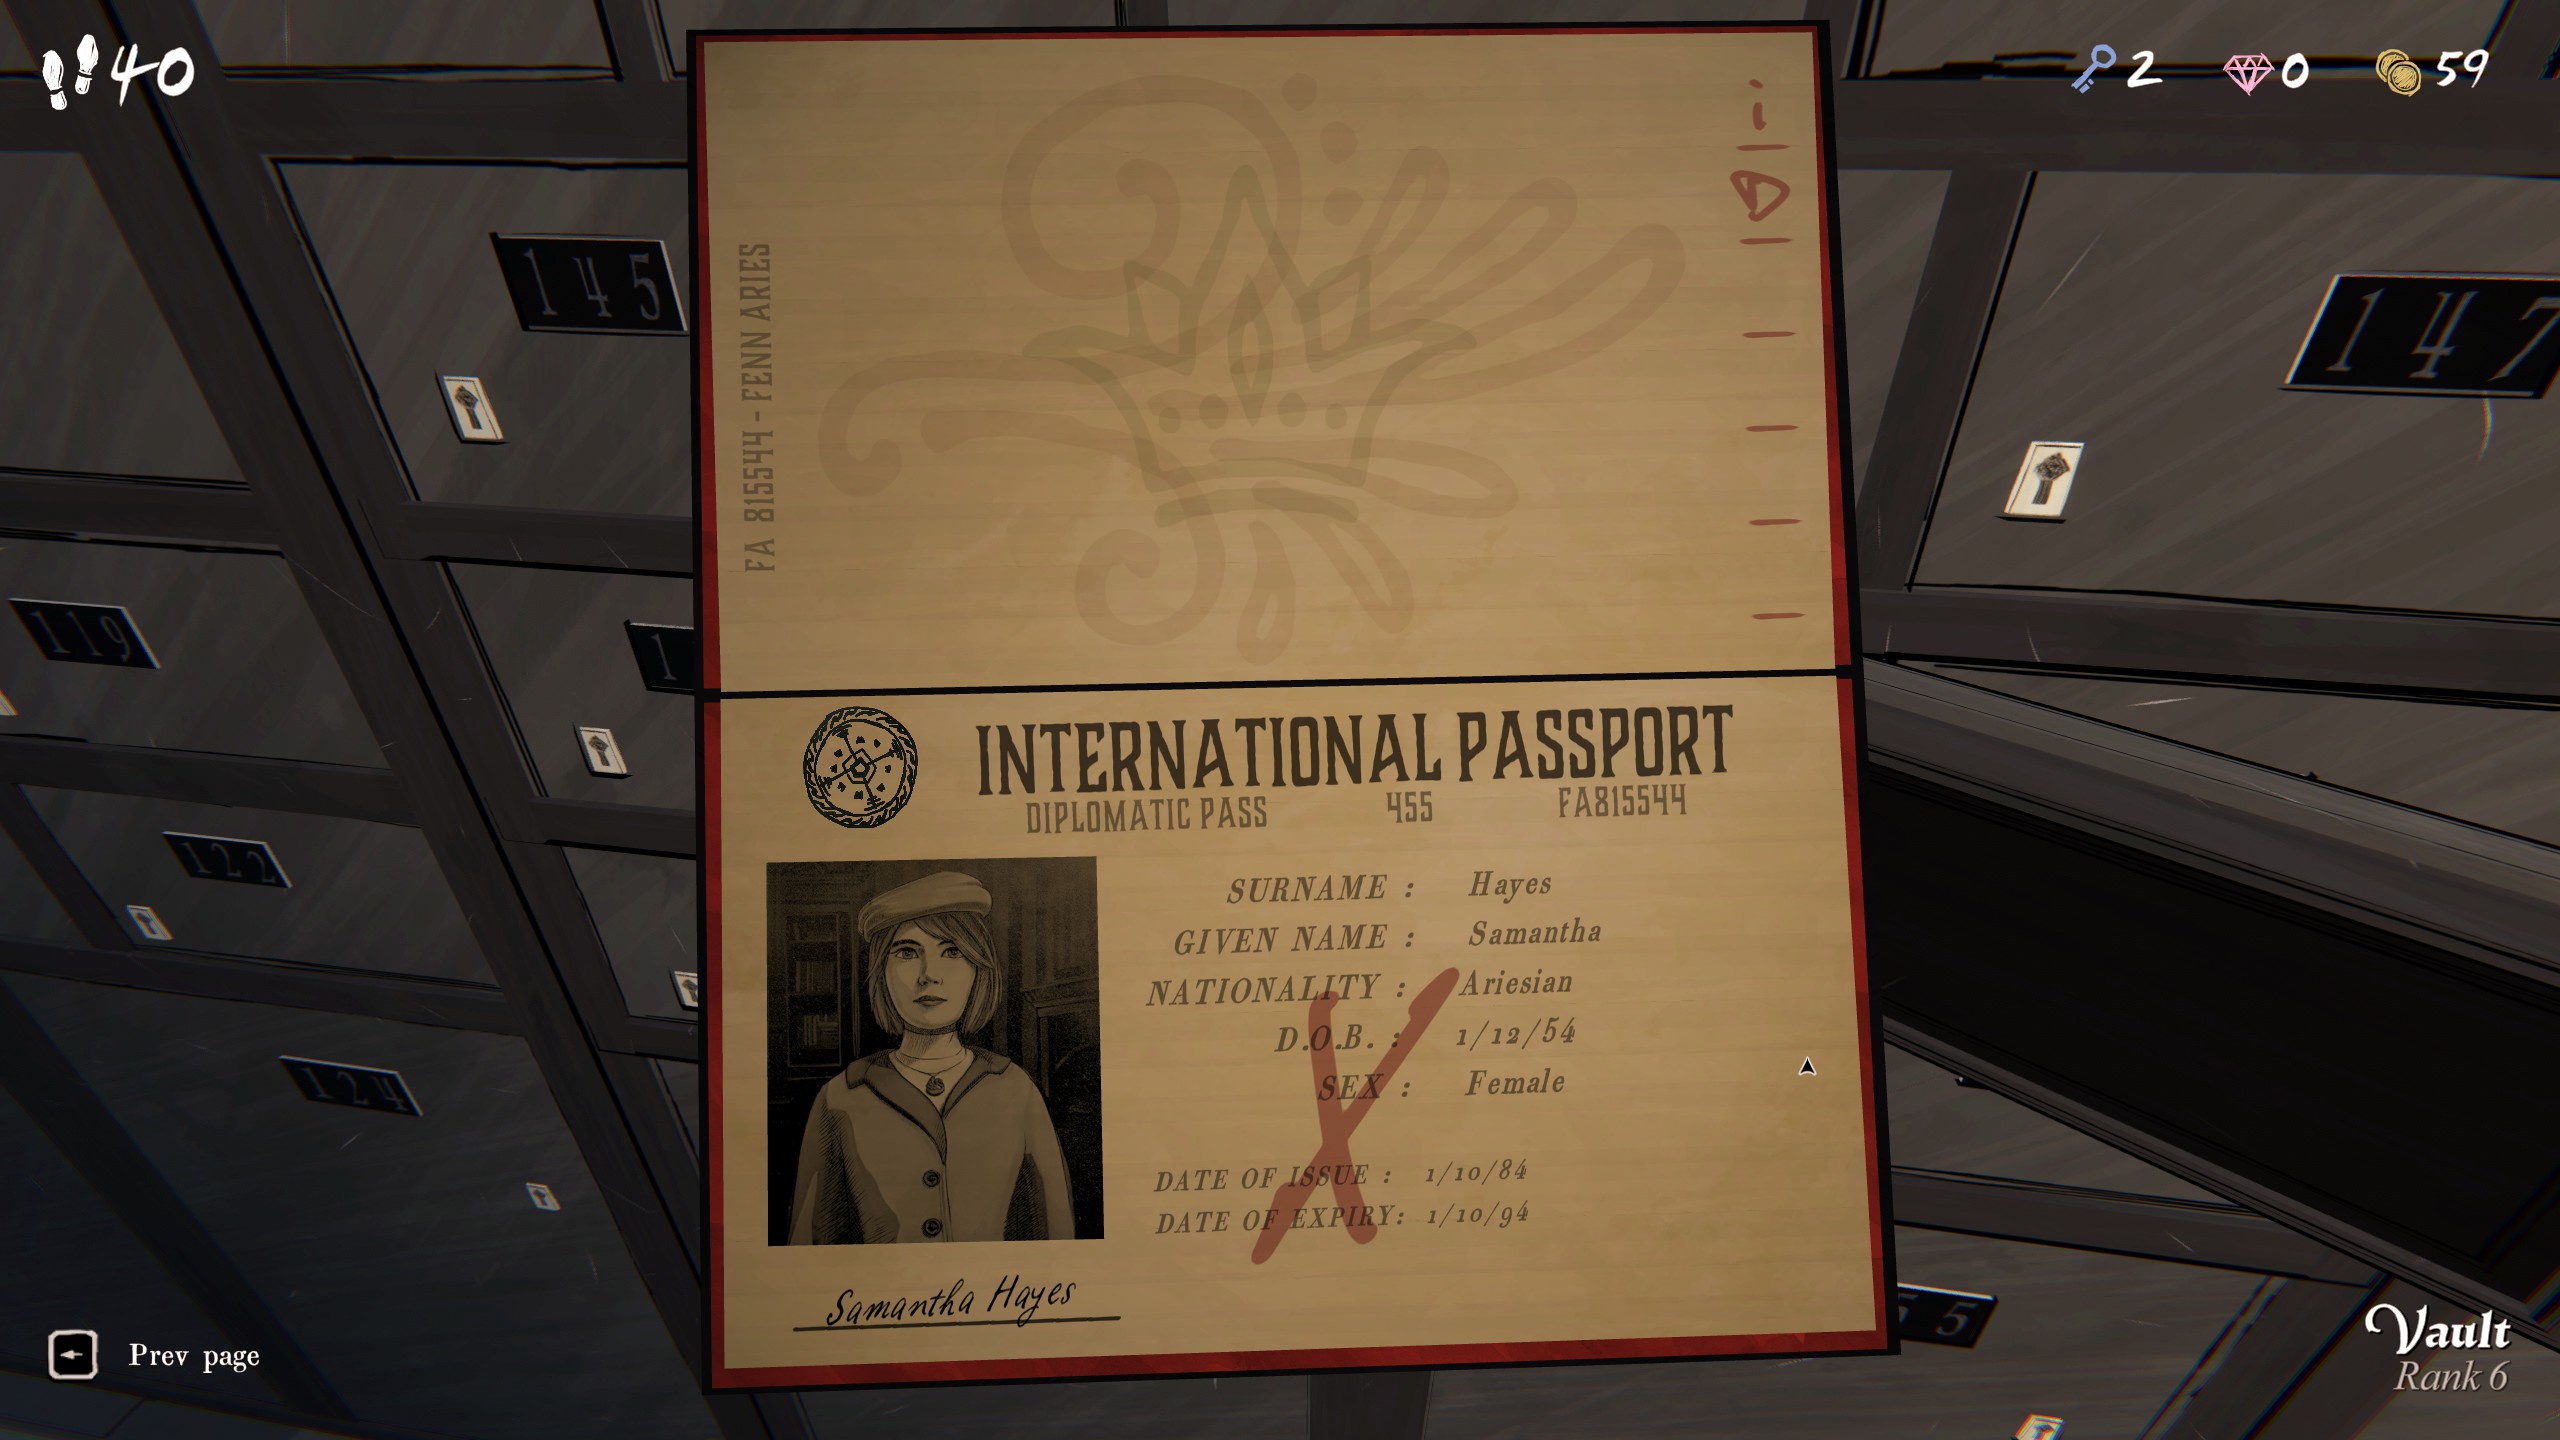 40
2
0
59
145
147
119
1
122
124
55
FA 815544 - FENN ARIES
INTERNATIONAL PASSPORT
DIPLOMATIC PASS 455 FA815544
SURNAME : Hayes
GIVEN NAME : Samantha
NATIONALITY : Ariesian
D.O.B. : 1/12/54
SEX : Female
DATE OF ISSUE : 1/10/84
DATE OF EXPIRY: 1/10/94
X
Samantha Hayes
Prev page
Vault
Rank 6